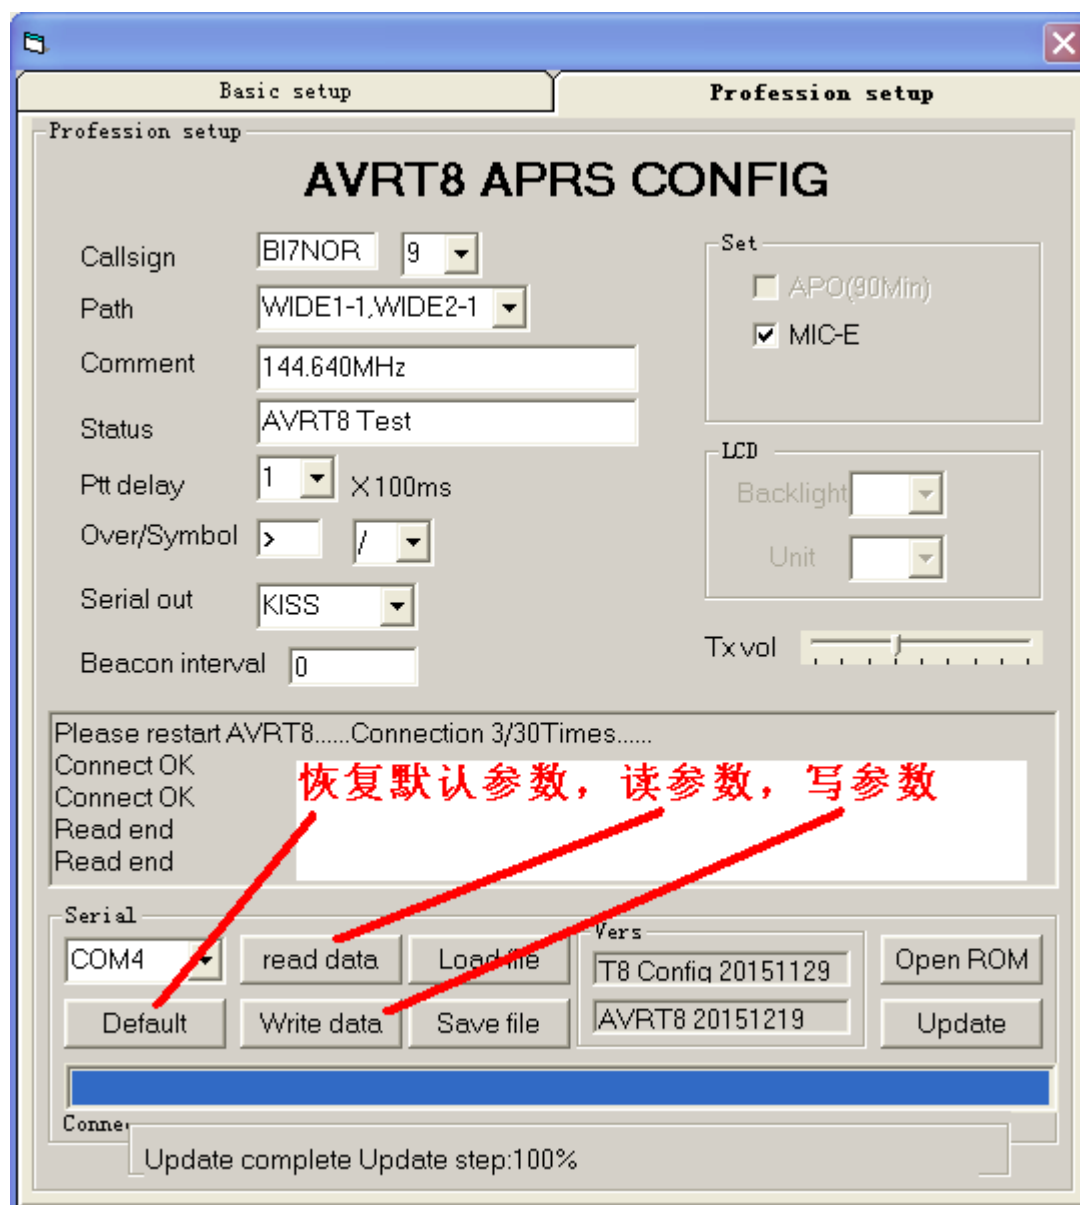 Basic setup
Profession setup
Profession setup
AVRT8 APRS CONFIG
Callsign BI7NOR 9
Path WIDE1-1,WIDE2-1
Comment 144.640MHz
Status AVRT8 Test
Ptt delay 1 X100ms
Over/Symbol > /
Serial out KISS
Beacon interval 0
Set
APO(90Min)
MIC-E
LCD
Backlight
Unit
Tx vol
Please restart AVRT8......Connection 3/30Times......
Connect OK
Connect OK
Read end
Read end
恢复默认参数，读参数，写参数
Serial
COM4 read data Load file
Default Write data Save file
Vers
T8 Config 20151129
AVRT8 20151219
Open ROM
Update
Update complete Update step:100%